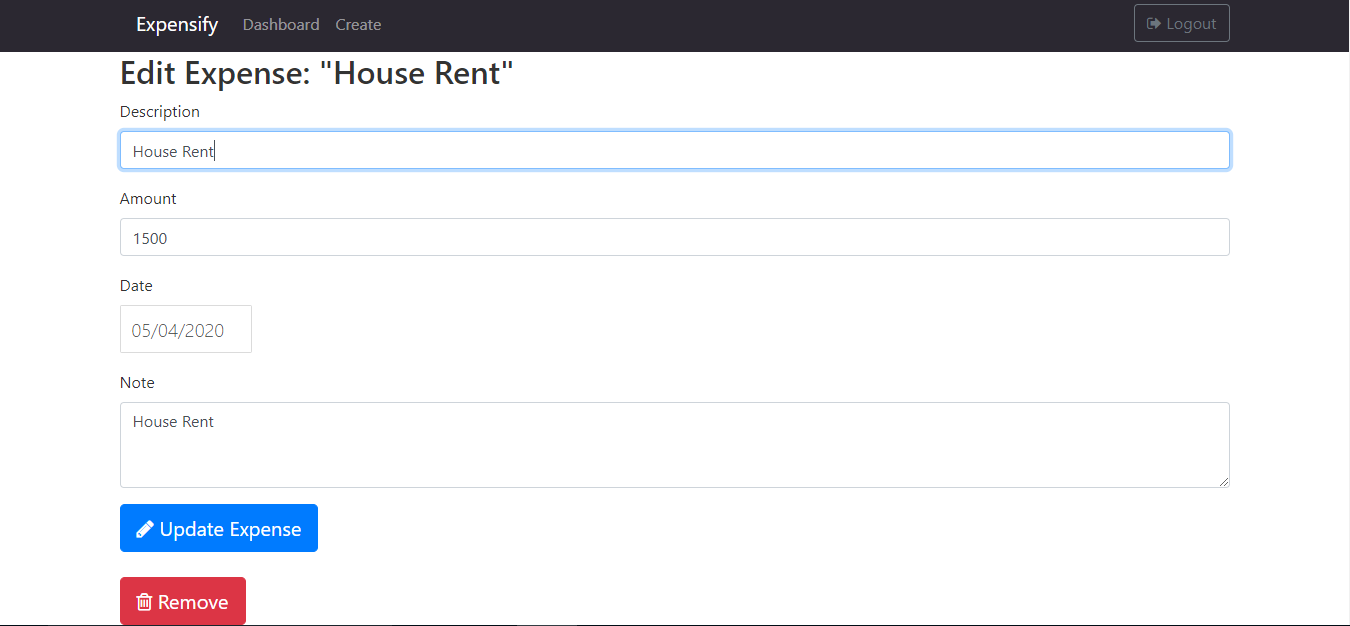 Expensify Dashboard Create Logout
Edit Expense: "House Rent"
Description
House Rent
Amount
1500
Date
05/04/2020
Note
House Rent
Update Expense
Remove